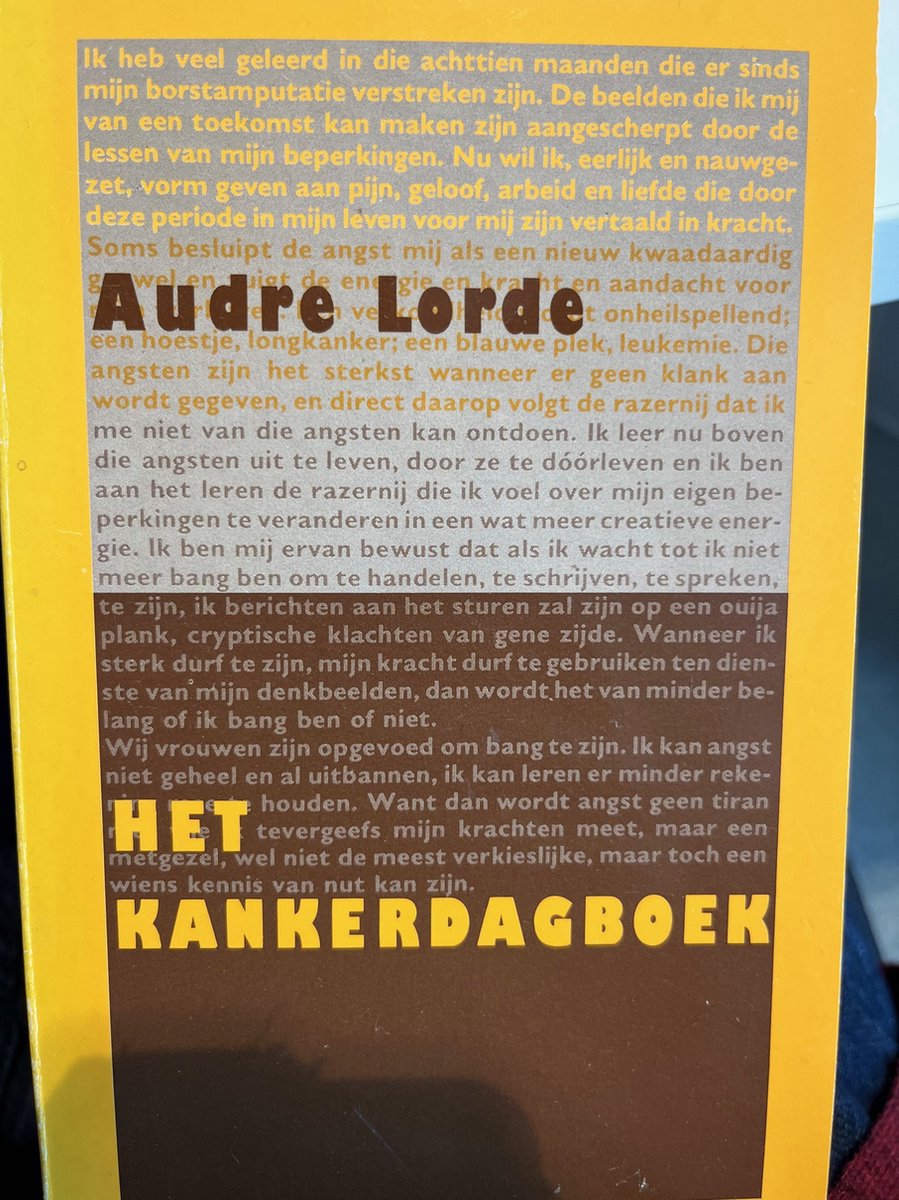 Ik heb veel geleerd in die achttien maanden die er sinds
mijn borstamputatie verstreken zijn. De beelden die ik mij
van een toekomst kan maken zijn aangescherpt door de
lessen van mijn beperkingen. Nu wil ik, eerlijk en nauwge-
zet, vorm geven aan pijn, geloof, arbeid en liefde die door
deze periode in mijn leven voor mij zijn vertaald in kracht.
Soms besluipt de angst mij als een nieuw kwaadaardig
en de energie en kracht en aandacht voor
Audre Lorde
onheilspellend;
een hoestje, longkanker; een blauwe plek, leukemie. Die
angsten zijn het sterkst wanneer er geen klank aan
wordt gegeven, en direct daarop volgt de razernij dat ik
me niet van die angsten kan ontdoen. Ik leer nu boven
die angsten uit te leven, door ze te dóórleven en ik ben
aan het leren de razernij die ik voel over mijn eigen be-
perkingen te veranderen in een wat meer creatieve ener-
gie. Ik ben mij ervan bewust dat als ik wacht tot ik niet
meer bang ben om te handelen, te schrijven, te spreken,
te zijn, ik berichten aan het sturen zal zijn op een ouija
plank, cryptische klachten van gene zijde. Wanneer ik
sterk durf te zijn, mijn kracht durf te gebruiken ten dien-
ste van mijn denkbeelden, dan wordt het van minder be-
lang of ik bang ben of niet.
Wij vrouwen zijn opgevoed om bang te zijn. Ik kan angst
niet geheel en al uitbannen, ik kan leren er minder reke-
houden. Want dan wordt angst geen tiran
HET
tevergeefs mijn krachten meet, maar een
metgezel, wel niet de meest verkieslijke, maar toch een
wiens kennis van nut kan zijn.
KANKERDAGBOEK